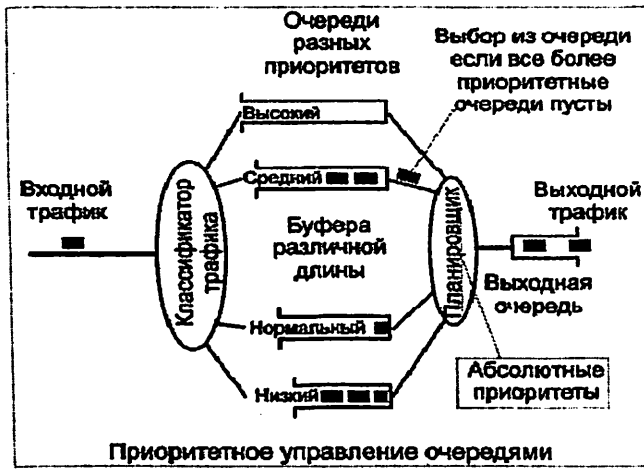 Очереди
разных
приоритетов
Выбор из очереди
если все более
приоритетные
очереди пусты
Высокий
Средний
Входной
трафик
Классификатор
трафика
Буфера
различной
длины
Планировщик
Выходной
трафик
Выходная
очередь
Нормальный
Низкий
Абсолютные
приоритеты
Приоритетное управление очередями